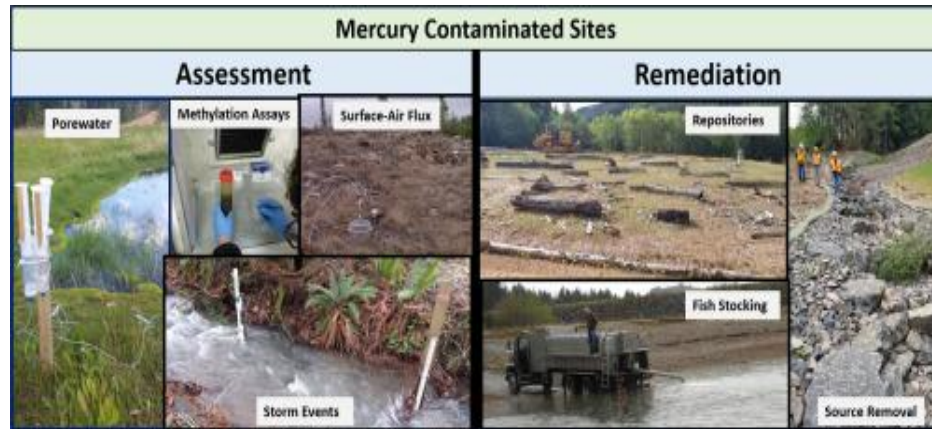 Mercury Contaminated Sites
Assessment
Remediation
Porewater
Methylation Assays
Surface-Air Flux
Storm Events
Repositories
Fish Stocking
Source Removal